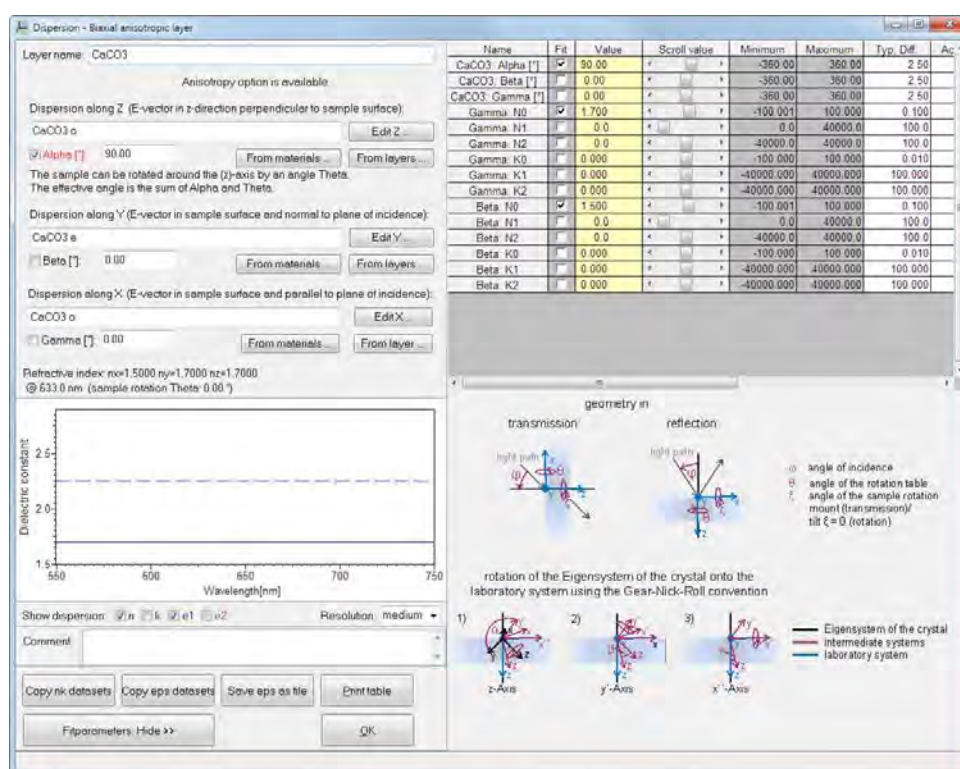 Dispersion - Biaxial anisotropic layer
Layer name: CaCO3
Anisotropy option is available
Dispersion along Z (E-vector in z-direction perpendicular to sample surface):
CaCO3 o Edit Z ...
Alpha [°] 90.00 From materials ... From layers ...
The sample can be rotated around the (z)-axis by an angle Theta.
The effective angle is the sum of Alpha and Theta.
Dispersion along Y (E-vector in sample surface and normal to plane of incidence):
CaCO3 e Edit Y ...
Beta [°]: 0.00 From materials ... From layers ...
Dispersion along X (E-vector in sample surface and parallel to plane of incidence):
CaCO3 o Edit X ...
Gamma [°]: 0.00 From materials ... From layer ...
Refractive index: nx=1.5000 ny=1.7000 nz=1.7000
@ 633.0 nm (sample rotation Theta: 0.00 °)
Name Fit Value Scroll value Minimum Maximum Typ. Diff. Ac
CaCO3: Alpha [°] 90.00 -360.00 360.00 2.50
CaCO3: Beta [°] 0.00 -360.00 360.00 2.50
CaCO3: Gamma [°] 0.00 -360.00 360.00 2.50
Gamma: N0 1.700 -100.001 100.000 0.100
Gamma: N1 0.0 0.0 40000.0 100.0
Gamma: N2 0.0 -40000.0 40000.0 100.0
Gamma: K0 0.000 -100.000 100.000 0.010
Gamma: K1 0.000 -40000.000 40000.000 100.000
Gamma: K2 0.000 -40000.000 40000.000 100.000
Beta: N0 1.500 -100.001 100.000 0.100
Beta: N1 0.0 0.0 40000.0 100.0
Beta: N2 0.0 -40000.0 40000.0 100.0
Beta: K0 0.000 -100.000 100.000 0.010
Beta: K1 0.000 -40000.000 40000.000 100.000
Beta: K2 0.000 -40000.000 40000.000 100.000
Dielectric constant
2.5
2.0
1.5
550 600 650 700 750
Wavelength[nm]
Show dispersion: n k e1 e2 Resolution: medium
Comment
Copy nk datasets Copy eps datasets Save eps as file Print table
Fitparameters: Hide >> OK
geometry in
transmission reflection
light path light path
φ angle of incidence
θ angle of the rotation table
ξ angle of the sample rotation
mount (transmission)/
tilt ξ = 0 (rotation)
rotation of the Eigensystem of the crystal onto the
laboratory system using the Gear-Nick-Roll convention
1) 2) 3)
z-Axis y'-Axis x''-Axis
Eigensystem of the crystal
intermediate systems
laboratory system